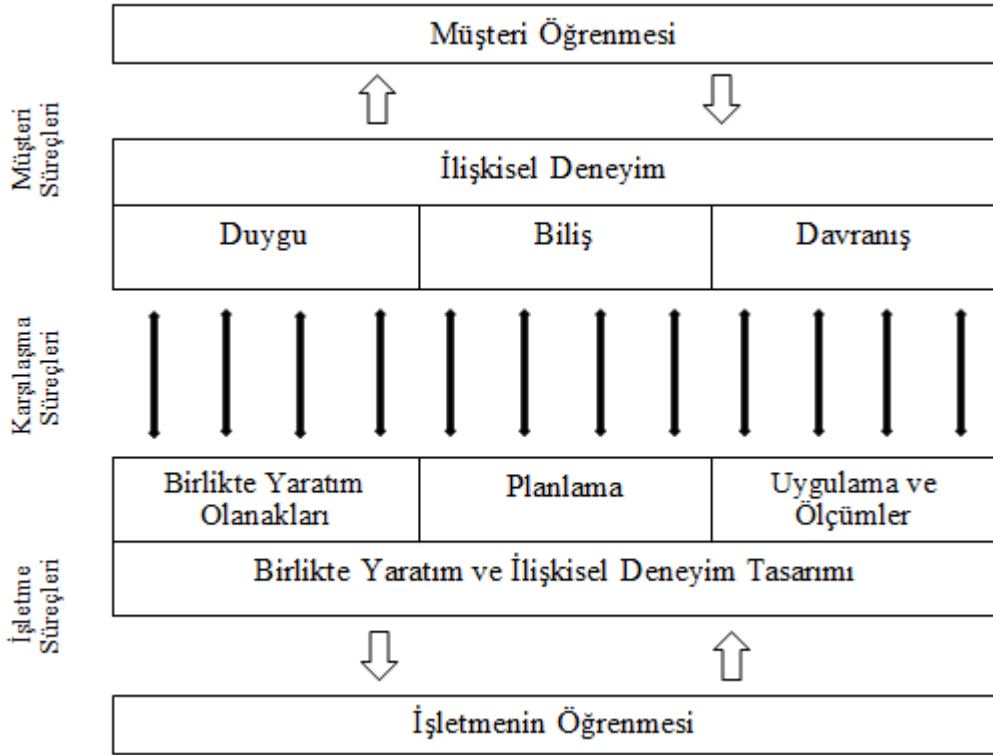 Müşteri Öğrenmesi
Müşteri
Süreçleri
İlişkisel Deneyim
Duygu
Biliş
Davranış
Karşılaşma
Süreçleri
Birlikte Yaratım
Olanakları
Planlama
Uygulama ve
Ölçümler
İşletme
Süreçleri
Birlikte Yaratım ve İlişkisel Deneyim Tasarımı
İşletmenin Öğrenmesi